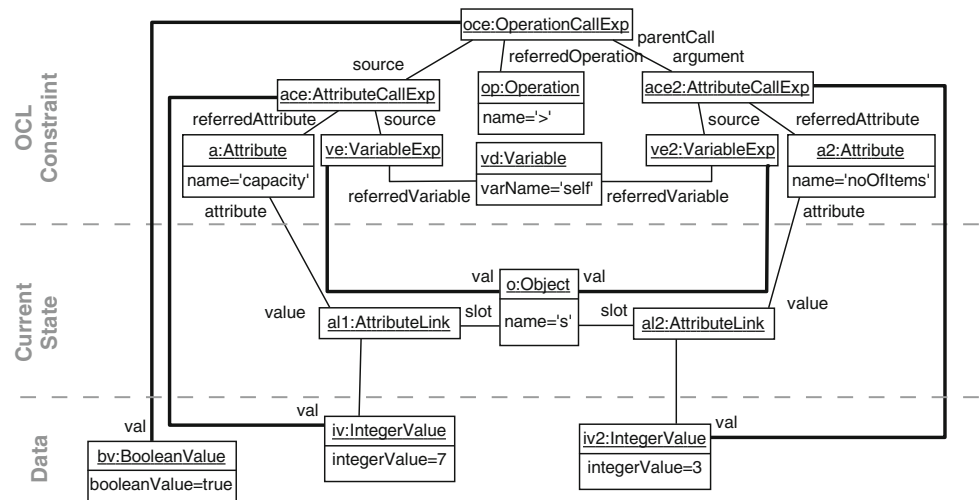 oce:OperationCallExp
parentCall
referredOperation
argument
source
OCL
Constraint
ace:AttributeCallExp
op:Operation
name='>'
ace2:AttributeCallExp
referredAttribute
source
source
referredAttribute
a:Attribute
name='capacity'
ve:VariableExp
vd:Variable
varName='self'
ve2:VariableExp
a2:Attribute
name='noOfItems'
referredVariable
referredVariable
attribute
attribute
Current
State
val
o:Object
name='s'
val
value
al1:AttributeLink
slot
slot
al2:AttributeLink
value
Data
val
val
val
bv:BooleanValue
booleanValue=true
iv:IntegerValue
integerValue=7
iv2:IntegerValue
integerValue=3